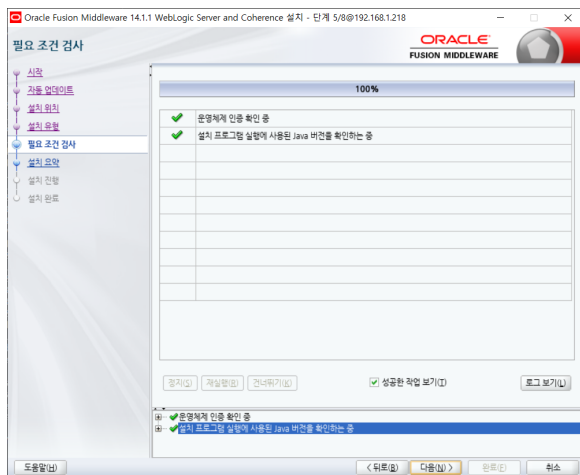 Oracle Fusion Middleware 14.1.1 WebLogic Server and Coherence 설치 - 단계 5/8@192.168.1.218
필요 조건 검사
ORACLE
FUSION MIDDLEWARE
시작
자동 업데이트
설치 위치
설치 유형
필요 조건 검사
설치 요약
설치 진행
설치 완료
100%
운영체제 인증 확인 중
설치 프로그램 실행에 사용된 Java 버전를 확인하는 중
정지(S) 재실행(R) 건너뛰기(K) 성공한 작업 보기(T) 로그 보기(L)
운영체제 인증 확인 중
설치 프로그램 실행에 사용된 Java 버전를 확인하는 중
도움말(H) < 뒤로(B) 다음(N) > 완료(F) 취소